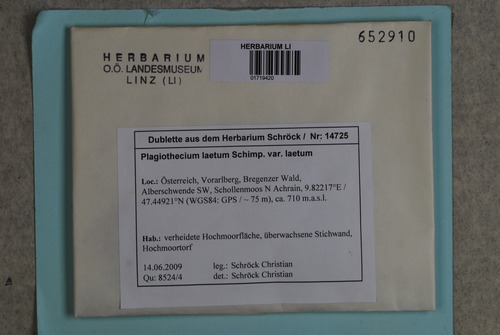 652910
HERBARIUM
O.Ö. LANDESMUSEUM
LINZ (LI)
HERBARIUM LI
01719420
Dublette aus dem Herbarium Schröck / Nr: 14725
Plagiothecium laetum Schimp. var. laetum
Loc.: Österreich, Vorarlberg, Bregenzer Wald,
Alberschwende SW, Schollenmoos N Achrain, 9.82217°E /
47.44921°N (WGS84: GPS / ~ 75 m), ca. 710 m.a.s.l.
Hab.: verheidete Hochmoorfläche, überwachsene Stichwand,
Hochmoortorf
14.06.2009 leg.: Schröck Christian
Qu: 8524/4 det.: Schröck Christian